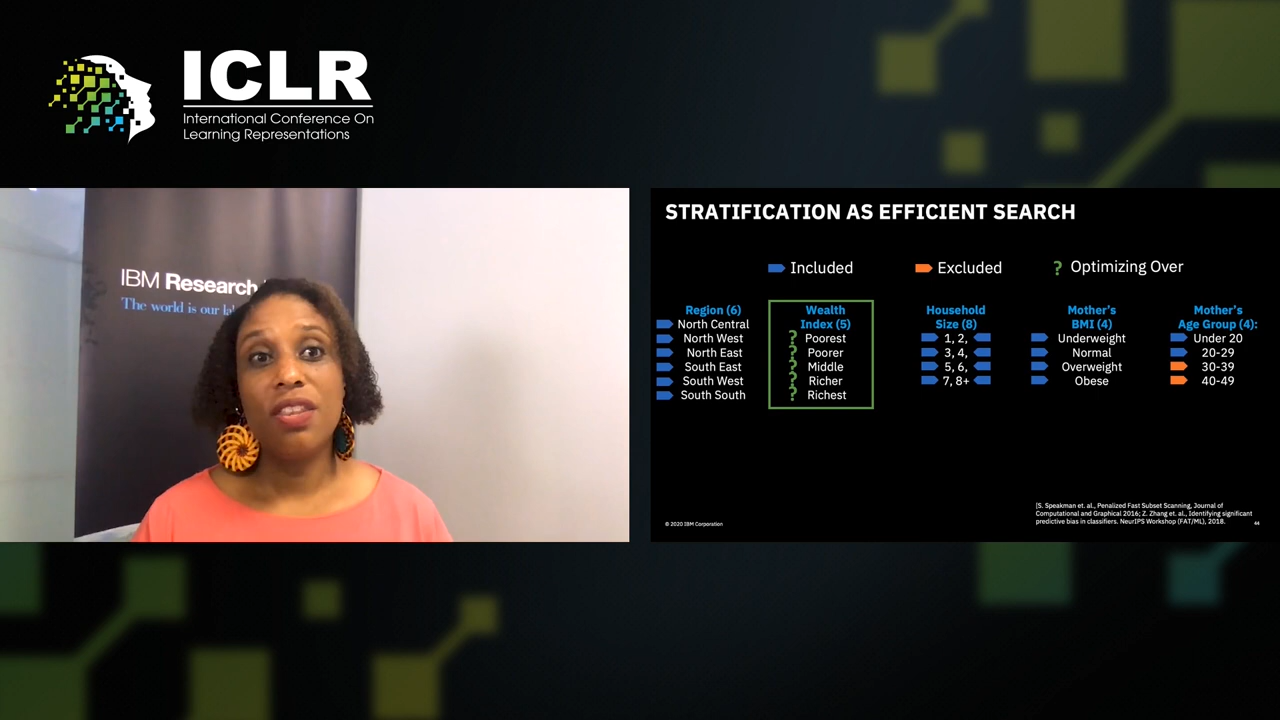 ICLR
International Conference On
Learning Representations
IBM Research
The world is our la
STRATIFICATION AS EFFICIENT SEARCH
Included
Excluded
? Optimizing Over
Region (6)
North Central
North West
North East
South East
South West
South South
Wealth
Index (5)
? Poorest
? Poorer
? Middle
? Richer
? Richest
Household
Size (8)
1, 2,
3, 4,
5, 6,
7, 8+
Mother's
BMI (4)
Underweight
Normal
Overweight
Obese
Mother's
Age Group (4):
Under 20
20-29
30-39
40-49
[S. Speakman et. al., Penalized Fast Subset Scanning, Journal of
Computational and Graphical 2016; Z. Zhang et. al., Identifying significant
predictive bias in classifiers. NeurIPS Workshop (FAT/ML), 2018.
© 2020 IBM Corporation
44